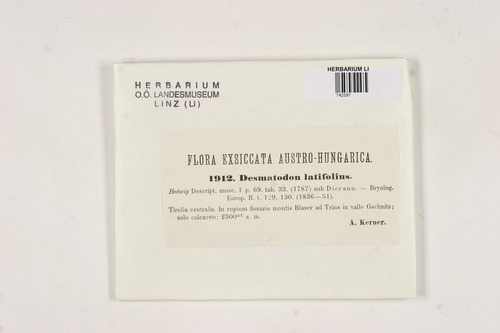 HERBARIUM
O.Ö. LANDESMUSEUM
LINZ (LI)
HERBARIUM LI
742597
FLORA EXSICCATA AUSTRO-HUNGARICA.
1912. Desmatodon latifolius.
Hedwig Descript. musc. I. p. 69. tab. 33. (1787) sub Dicrano. — Bryolog.
Europ. II. t. 129, 130. (1836—51).
Tirolia centralis. In rupium fissuris montis Blaser ad Trins in valle Gschnitz;
solo calcareo; 2300 s. m.
A. Kerner.